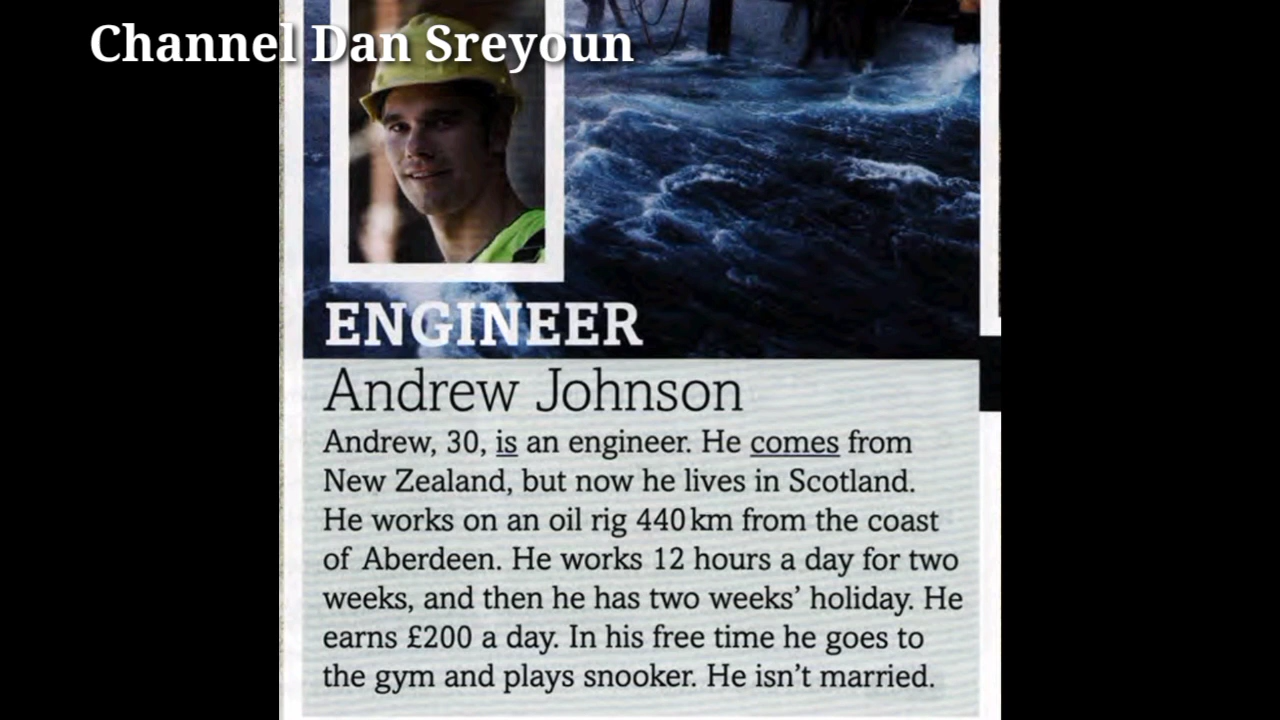 Channel Dan Sreyoun
ENGINEER
Andrew Johnson
Andrew, 30, is an engineer. He comes from
New Zealand, but now he lives in Scotland.
He works on an oil rig 440 km from the coast
of Aberdeen. He works 12 hours a day for two
weeks, and then he has two weeks’ holiday. He
earns £200 a day. In his free time he goes to
the gym and plays snooker. He isn’t married.